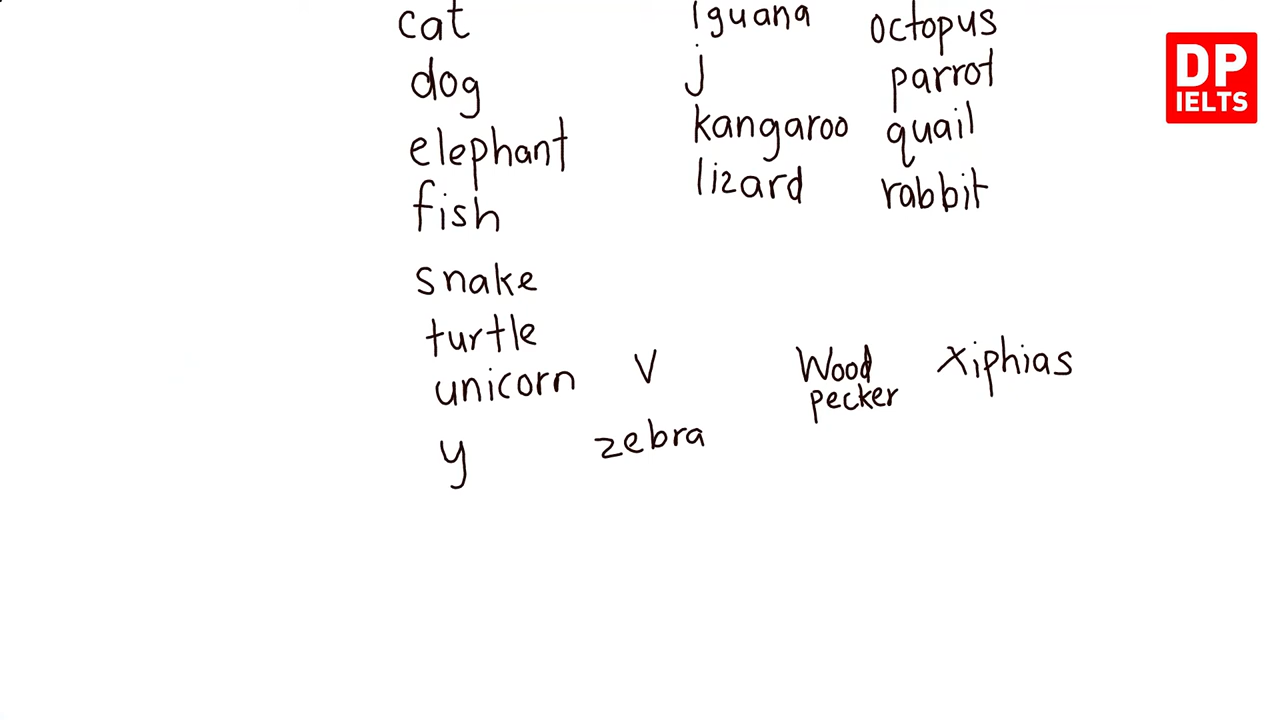 cat
dog
elephant
fish
snake
turtle
unicorn
y
iguana
j
kangaroo
lizard
V
zebra
octopus
parrot
quail
rabbit
Wood
pecker
xiphias
DP
IELTS